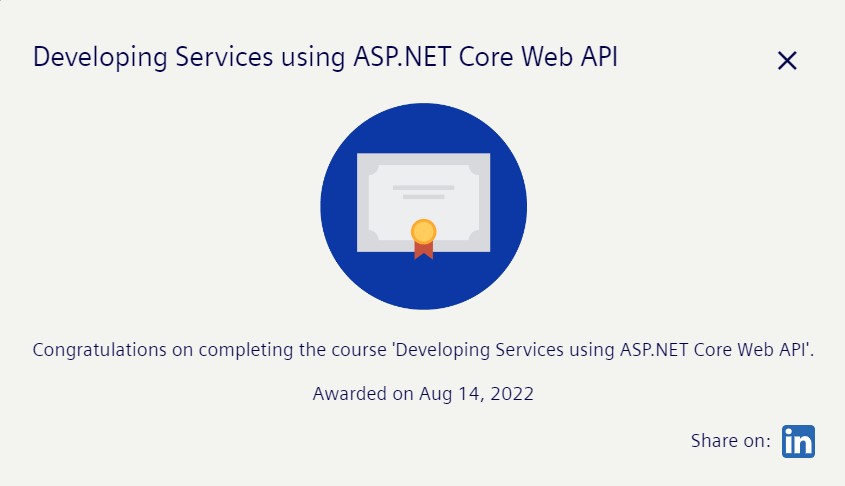 Developing Services using ASP.NET Core Web API
Congratulations on completing the course 'Developing Services using ASP.NET Core Web API'.
Awarded on Aug 14, 2022
Share on: in